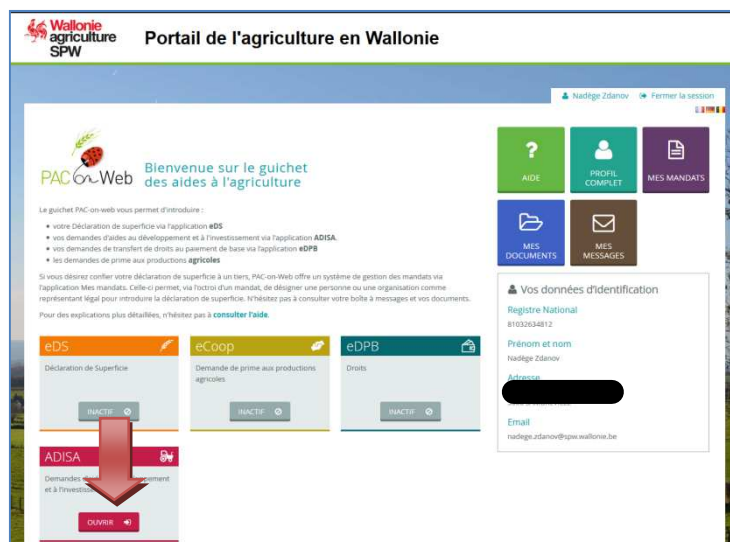 Wallonie
agriculture
SPW
Portail de l'agriculture en Wallonie
Nadège Zdanov Fermer la session
PAC on Web
Bienvenue sur le guichet
des aides à l'agriculture
Le guichet PAC-on-web vous permet d'introduire :
• votre Déclaration de superficie via l'application eDS
• vos demandes d'aides au développement et à l'investissement via l'application ADISA.
• vos demandes de transfert de droits au paiement de base via l'application eDPB
• les demandes de prime aux productions agricoles
Si vous désirez confier votre déclaration de superficie à un tiers, PAC-on-Web offre un système de gestion des mandats via
l'application Mes mandats. Celle-ci permet, via l'octroi d'un mandat, de désigner une personne ou une organisation comme
représentant légal pour introduire la déclaration de superficie. N'hésitez pas à consulter votre boîte à messages et vos documents.
Pour des explications plus détaillées, n'hésitez pas à consulter l'aide.
?
AIDE
PROFIL
COMPLET
MES MANDATS
MES
DOCUMENTS
MES
MESSAGES
Vos données d'identification
Registre National
81032634812
Prénom et nom
Nadège Zdanov
Adresse
Email
nadege.zdanov@spw.wallonie.be
eDS
Déclaration de Superficie
INACTIF
eCoop
Demande de prime aux productions
agricoles
INACTIF
eDPB
Droits
INACTIF
ADISA
Demandes
et à l'investiss
OUVRIR